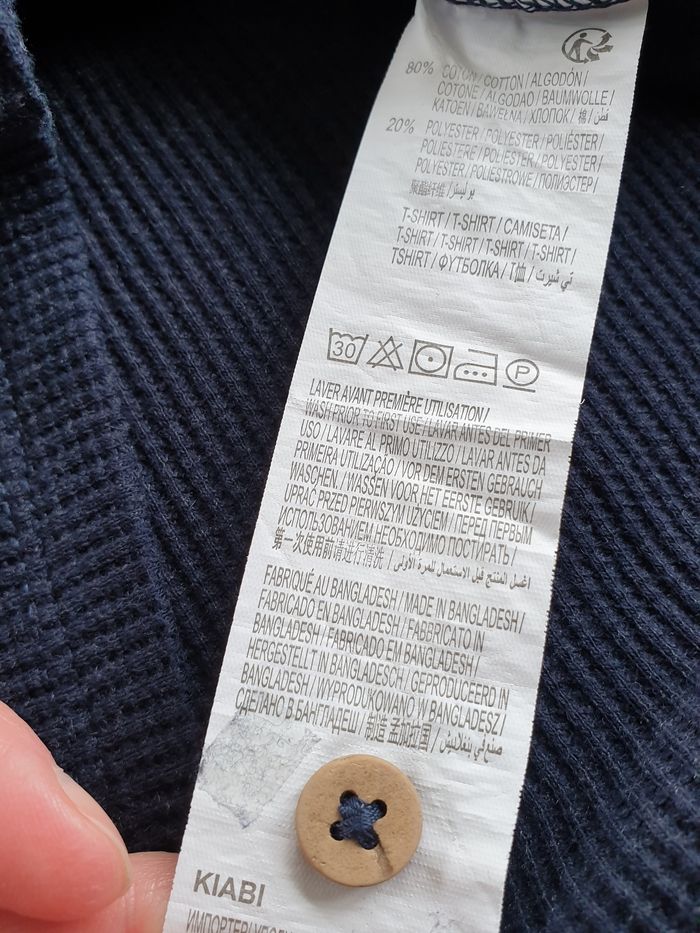 80% COTON / COTTON / ALGODÓN /
COTONE / ALGODAO / BAUMWOLLE /
KATOEN / BAWEŁNA / ХЛОПОК / 棉 / قطن
20% POLYESTER / POLYESTER / POLIÉSTER /
POLIESTERE / POLIÉSTER / POLYESTER /
POLYESTER / POLIESTROWE / ПОЛИЭСТЕР /
聚酯纤维 / بوليستر
T-SHIRT / T-SHIRT / CAMISETA /
T-SHIRT / T-SHIRT / T-SHIRT / T-SHIRT /
TSHIRT / ФУТБОЛКА / T恤 / تي شيرت
30 P
LAVER AVANT PREMIÈRE UTILISATION /
WASH PRIOR TO FIRST USE / LAVAR ANTES DEL PRIMER
USO / LAVARE AL PRIMO UTILIZZO / LAVAR ANTES DA
PRIMEIRA UTILIZAÇÃO / VOR DEM ERSTEN GEBRAUCH
WASCHEN. / WASSEN VOOR HET EERSTE GEBRUIK /
UPRAĆ PRZED PIERWSZYM UŻYCIEM / ПЕРЕД ПЕРВЫМ
ИСПОЛЬЗОВАНИЕМ НЕОБХОДИМО ПОСТИРАТЬ /
第一次使用前请进行清洗 / اغسل المنتج قبل الاستعمال للمرة الأولى
FABRIQUÉ AU BANGLADESH / MADE IN BANGLADESH /
FABRICADO EN BANGLADESH / FABBRICATO IN
BANGLADESH / FABRICADO EM BANGLADESH /
HERGESTELLT IN BANGLADESCH / GEPRODUCEERD IN
BANGLADESH / WYPRODUKOWANO W BANGLADESZ /
СДЕЛАНО В БАНГЛАДЕШ / 制造 孟加拉国 / صنع في بنغلاديش
KIABI